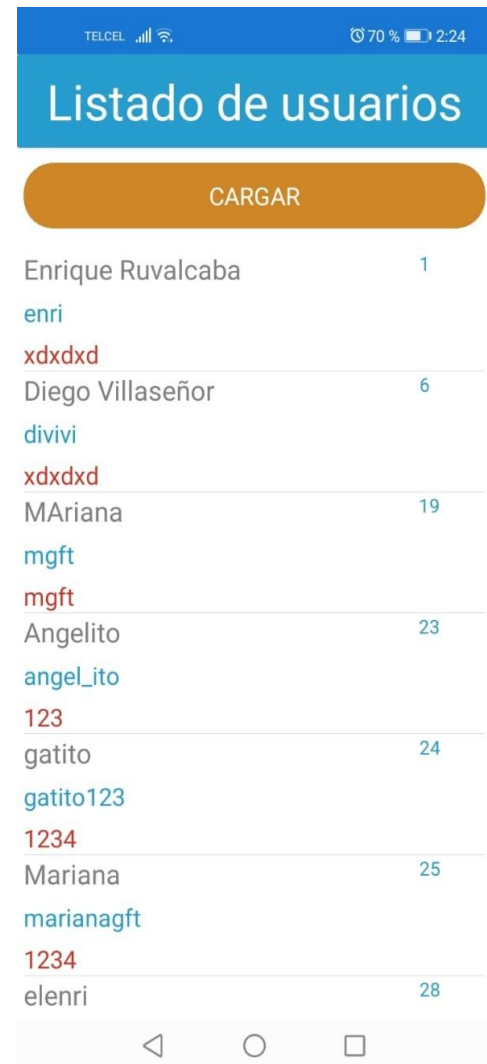 TELCEL 70 % 2:24
Listado de usuarios
CARGAR
Enrique Ruvalcaba 1
enri
xdxdxd
Diego Villaseñor 6
divivi
xdxdxd
MAriana 19
mgft
mgft
Angelito 23
angel_ito
123
gatito 24
gatito123
1234
Mariana 25
marianagft
1234
elenri 28